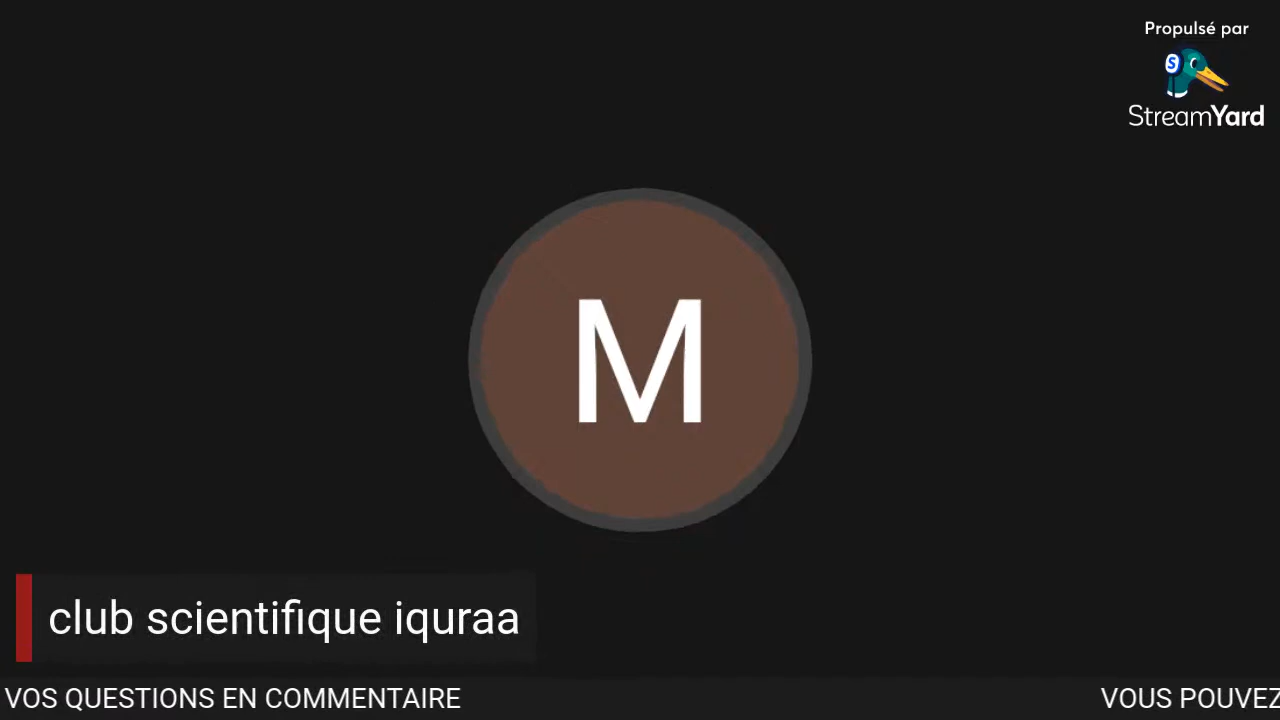 Propulsé par
StreamYard
M
club scientifique iquraa
VOS QUESTIONS EN COMMENTAIRE
VOUS POUVEZ